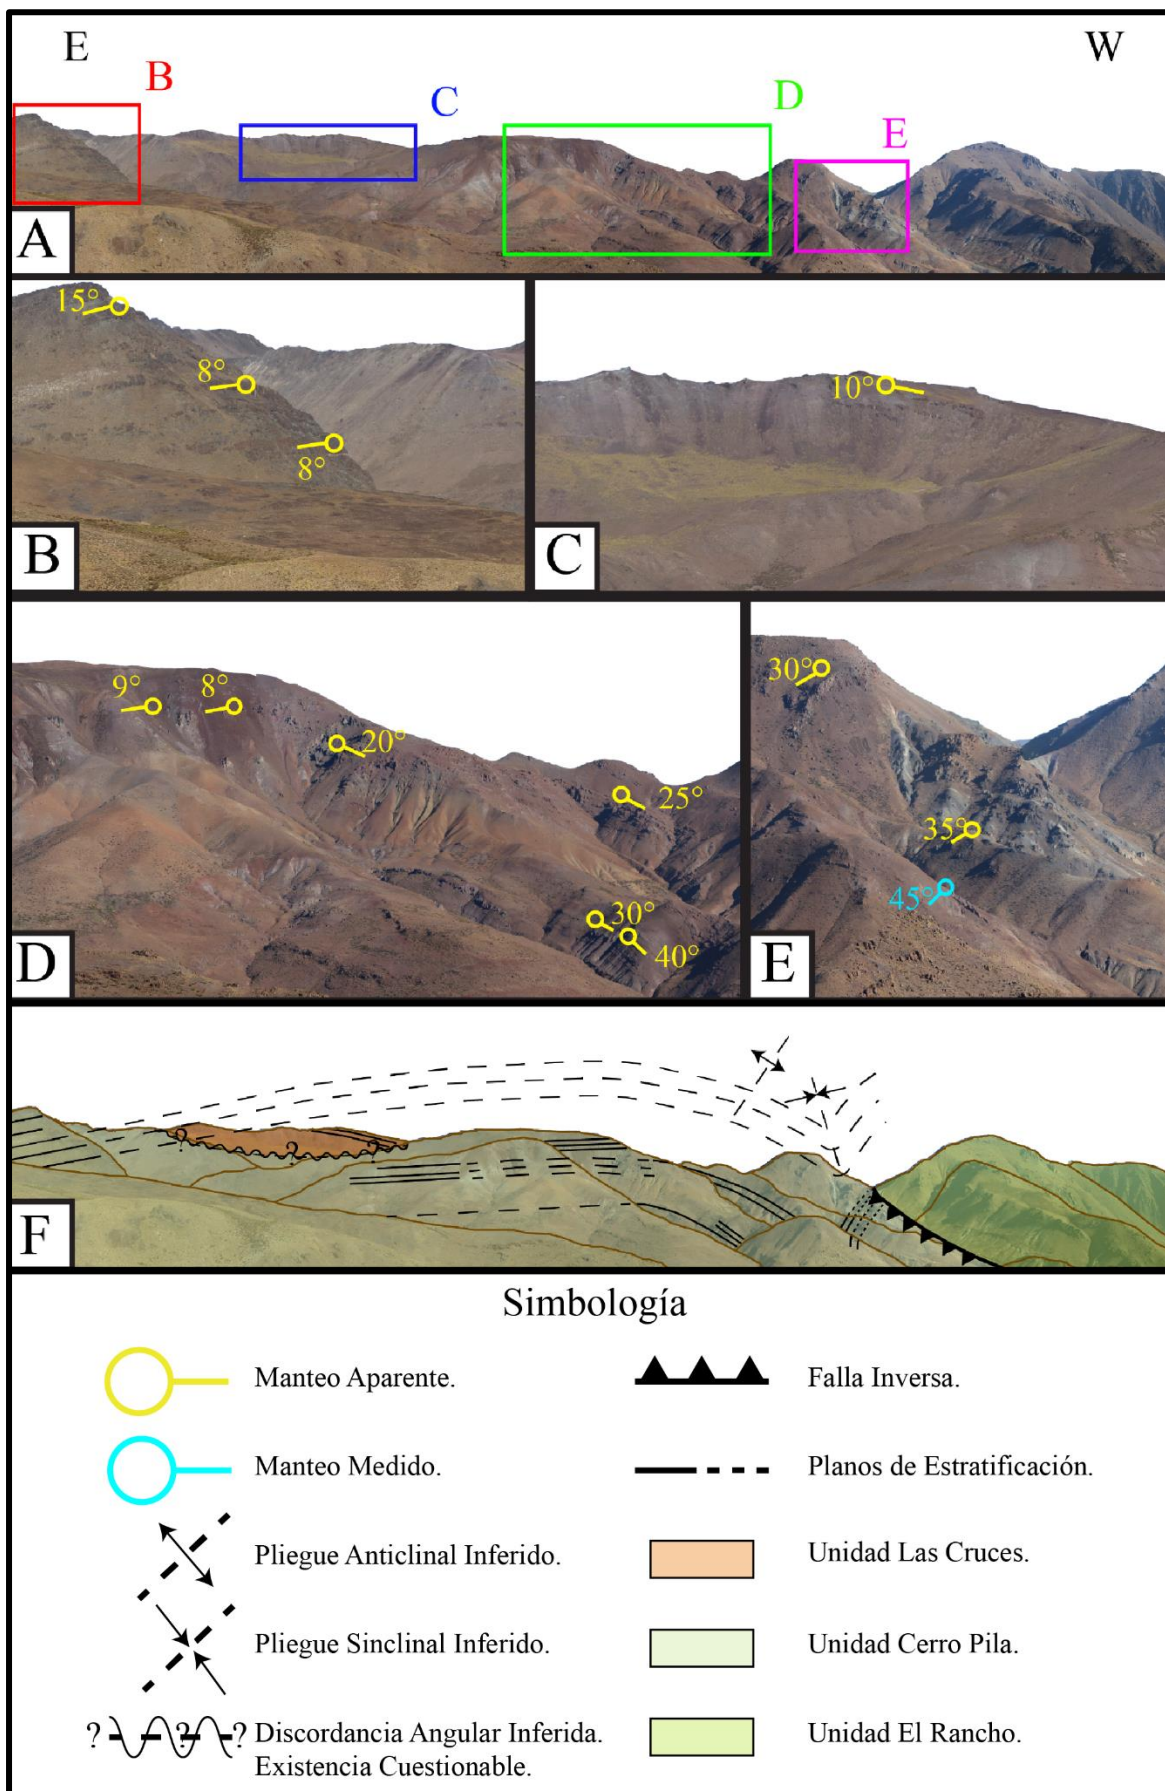 E
W
B
C
D
E
A
15°
8°
8°
B
10°
C
9°
8°
20°
25°
30°
40°
D
30°
35°
45°
E
?
?
?
F
Simbología
Manteo Aparente.
Falla Inversa.
Manteo Medido.
Planos de Estratificación.
Pliegue Anticlinal Inferido.
Unidad Las Cruces.
Pliegue Sinclinal Inferido.
Unidad Cerro Pila.
? ? ?
Discordancia Angular Inferida.
Existencia Cuestionable.
Unidad El Rancho.